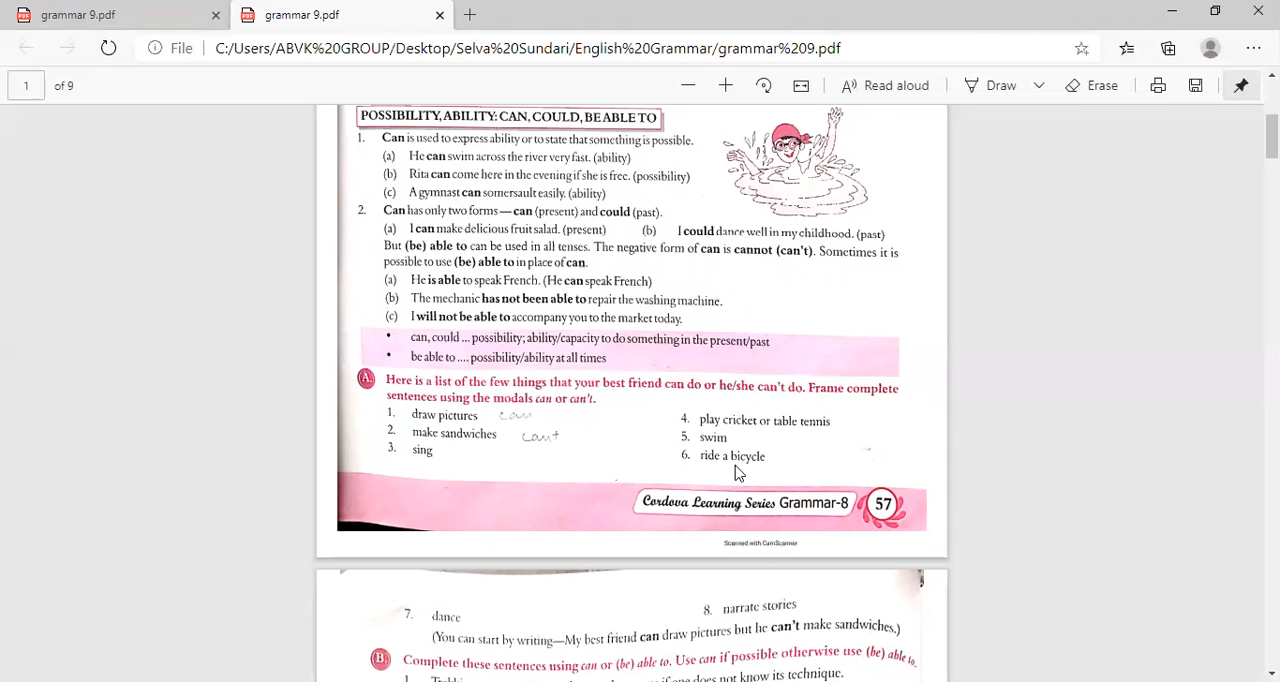 grammar 9.pdf
grammar 9.pdf
File C:/Users/ABVK%20GROUP/Desktop/Selva%20Sundari/English%20Grammar/grammar%209.pdf
1 of 9
Read aloud
Draw
Erase
POSSIBILITY, ABILITY: CAN, COULD, BE ABLE TO
1. Can is used to express ability or to state that something is possible.
(a) He can swim across the river very fast. (ability)
(b) Rita can come here in the evening if she is free. (possibility)
(c) A gymnast can somersault easily. (ability)
2. Can has only two forms—can (present) and could (past).
(a) I can make delicious fruit salad. (present) (b) I could dance well in my childhood. (past)
But (be) able to can be used in all tenses. The negative form of can is cannot (can't). Sometimes it is
possible to use (be) able to in place of can.
(a) He is able to speak French. (He can speak French)
(b) The mechanic has not been able to repair the washing machine.
(c) I will not be able to accompany you to the market today.
• can, could ... possibility; ability/capacity to do something in the present/past
• be able to .... possibility/ability at all times
A. Here is a list of the few things that your best friend can do or he/she can't do. Frame complete
sentences using the modals can or can't.
1. draw pictures can
2. make sandwiches can't
3. sing
4. play cricket or table tennis
5. swim
6. ride a bicycle
Cordova Learning Series Grammar-8 57
Scanned with CamScanner
7. dance
8. narrate stories
(You can start by writing—My best friend can draw pictures but he can't make sandwiches.)
B. Complete these sentences using can or (be) able to. Use can if possible otherwise use (be) able to.
1. if one does not know its technique.